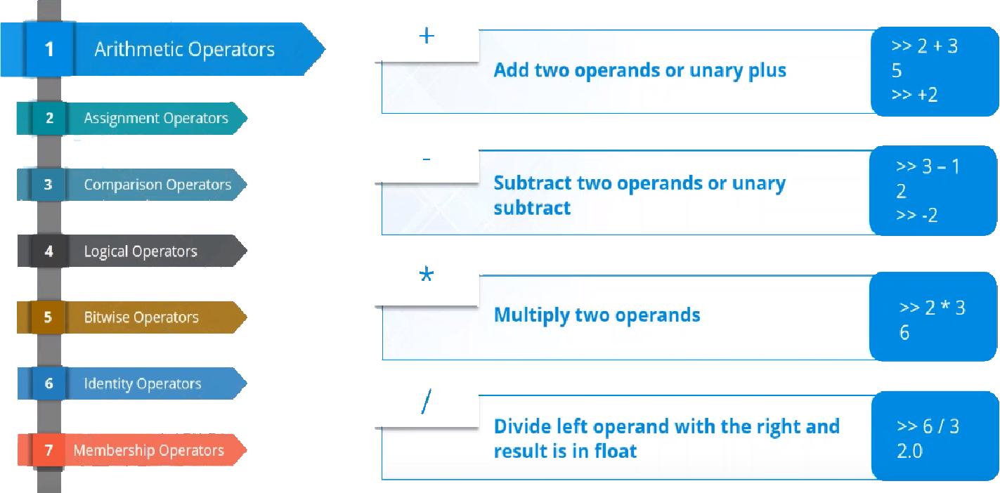 1 Arithmetic Operators
2 Assignment Operators
3 Comparison Operators
4 Logical Operators
5 Bitwise Operators
6 Identity Operators
7 Membership Operators
+
Add two operands or unary plus
>> 2 + 3
5
>> +2
-
Subtract two operands or unary
subtract
>> 3 – 1
2
>> -2
*
Multiply two operands
>> 2 * 3
6
/
Divide left operand with the right and
result is in float
>> 6 / 3
2.0